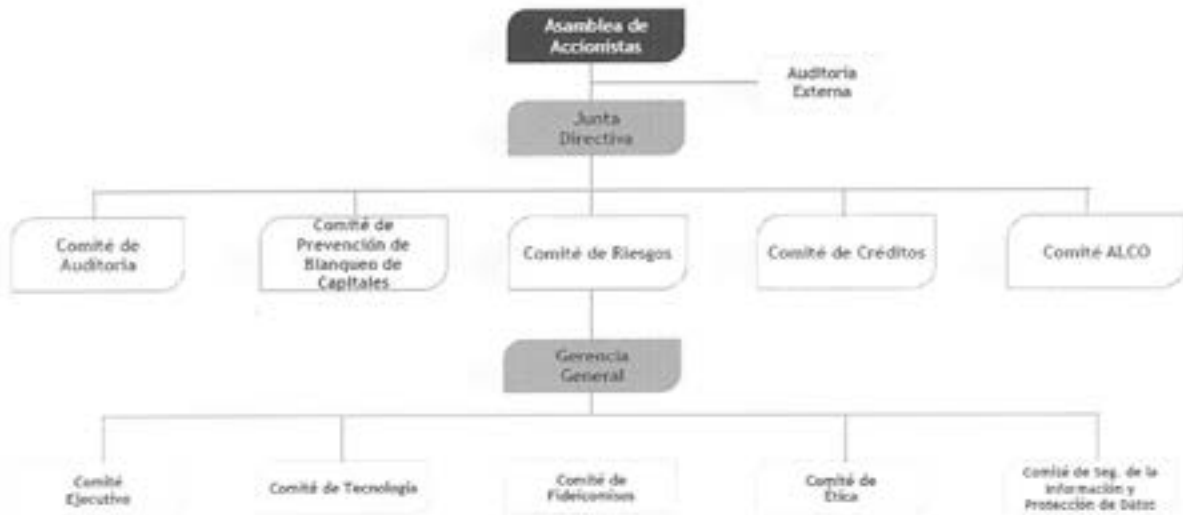 Asamblea de
Accionistas
Auditoria
Externa
Junta
Directiva
Comité de
Auditoria
Comité de
Prevención de
Blanqueo de
Capitales
Comité de Riesgos
Comité de Créditos
Comité ALCO
Gerencia
General
Comité
Ejecutivo
Comité de Tecnología
Comité de
Fideicomisos
Comité de
Ética
Comité de Seg. de la
Información y
Protección de Datos